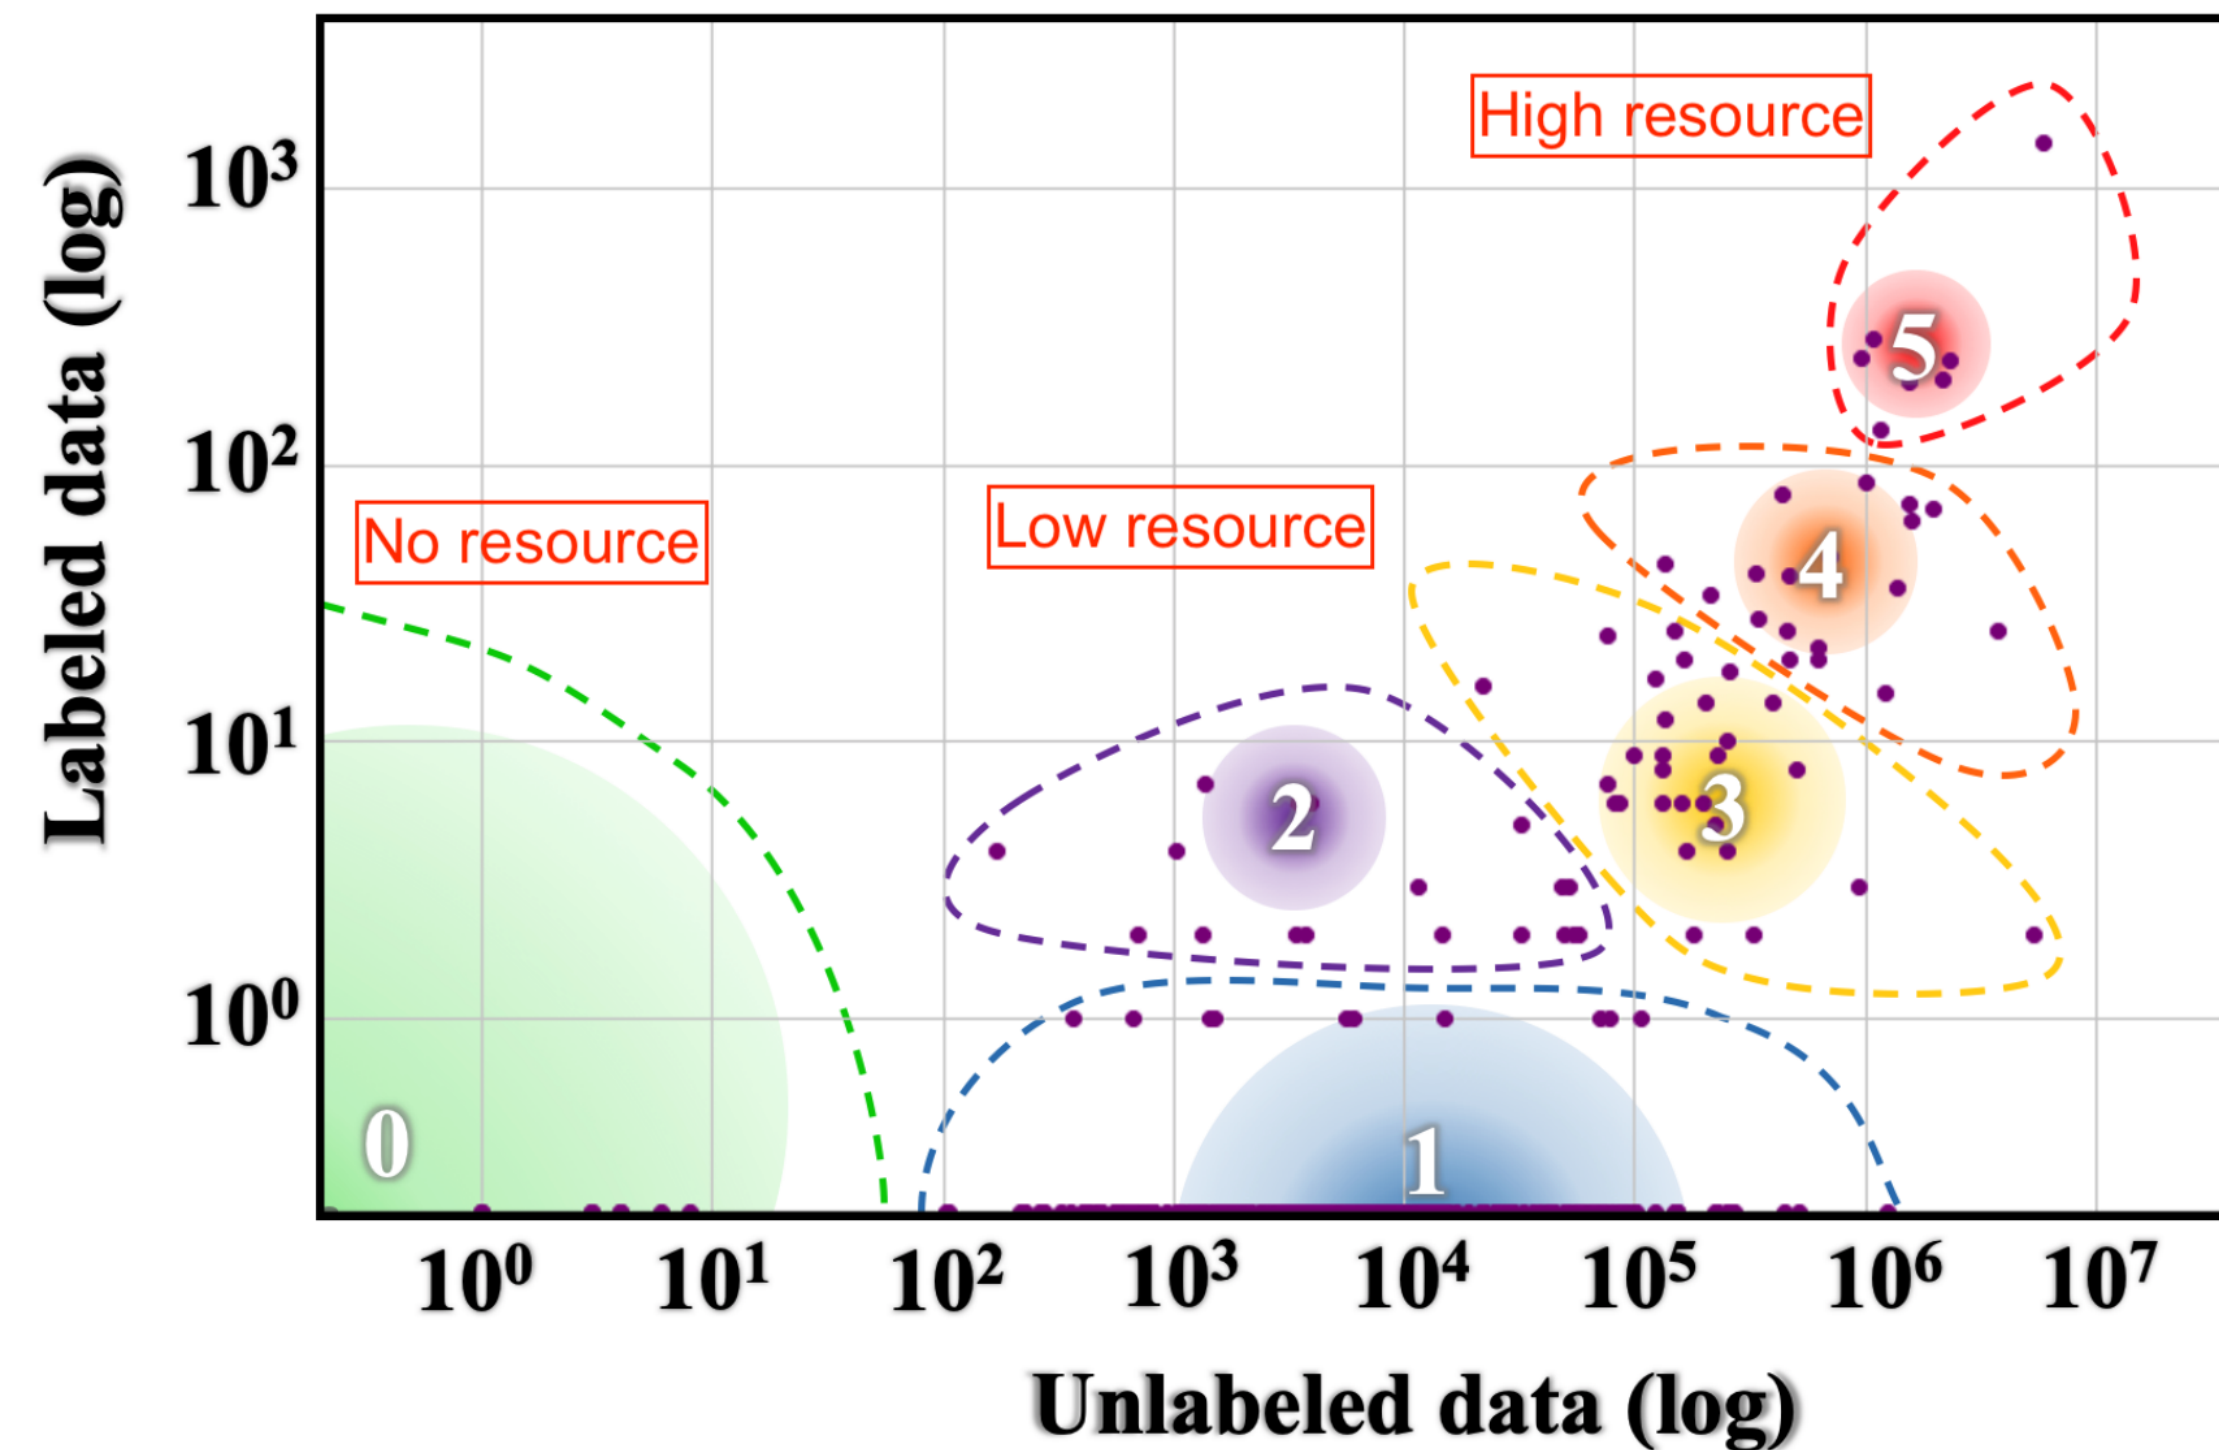 High resource
10³
5
10²
No resource
Low resource
4
10¹
2
3
10⁰
0
1
10⁰ 10¹ 10² 10³ 10⁴ 10⁵ 10⁶ 10⁷
Labeled data (log)
Unlabeled data (log)